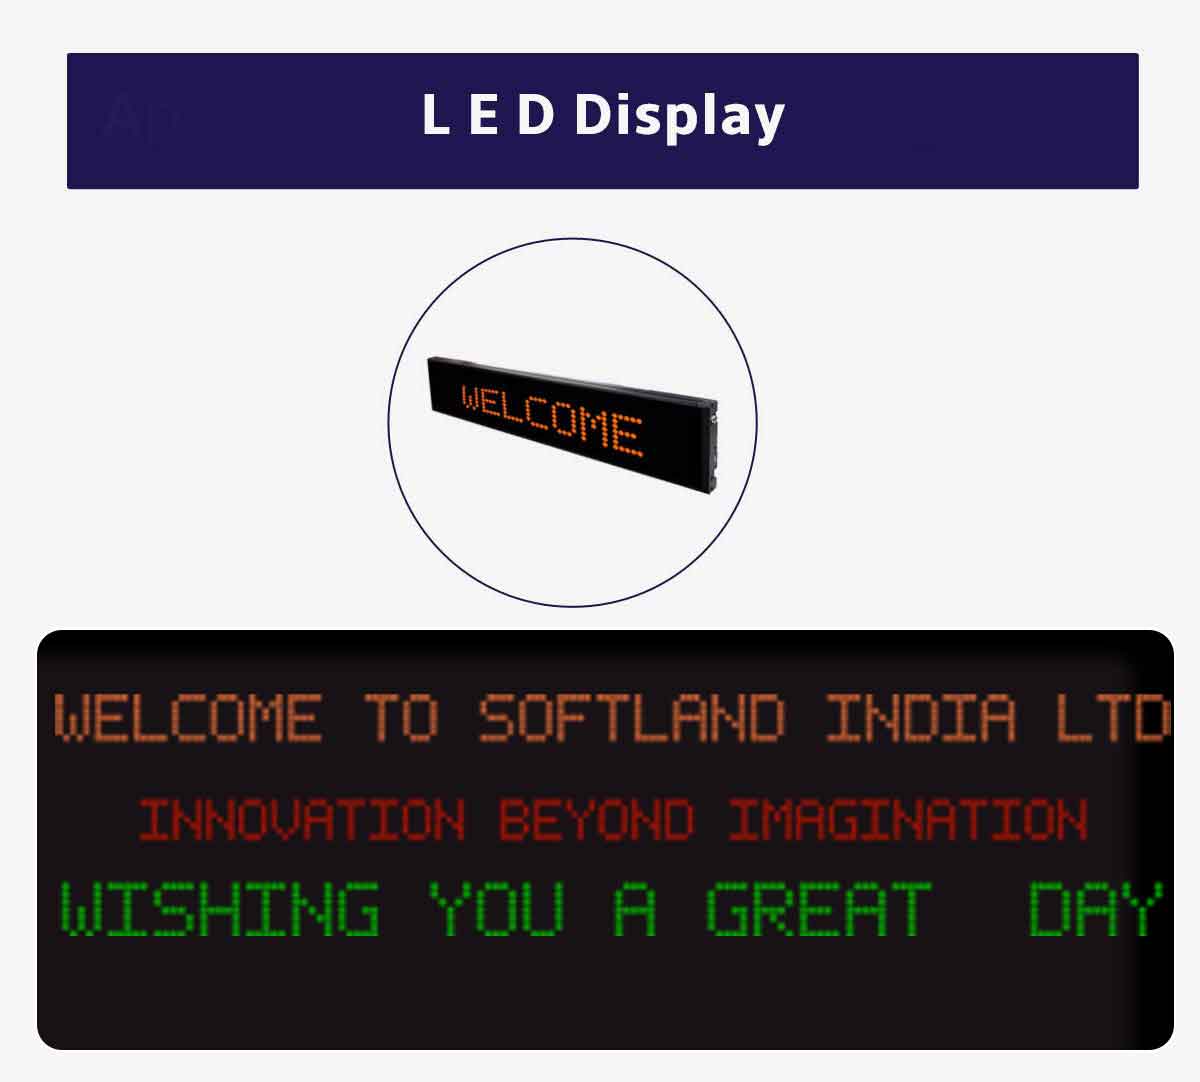 L E D Display
WELCOME
WELCOME TO SOFTLAND INDIA LTD
INNOVATION BEYOND IMAGINATION
WISHING YOU A GREAT DAY